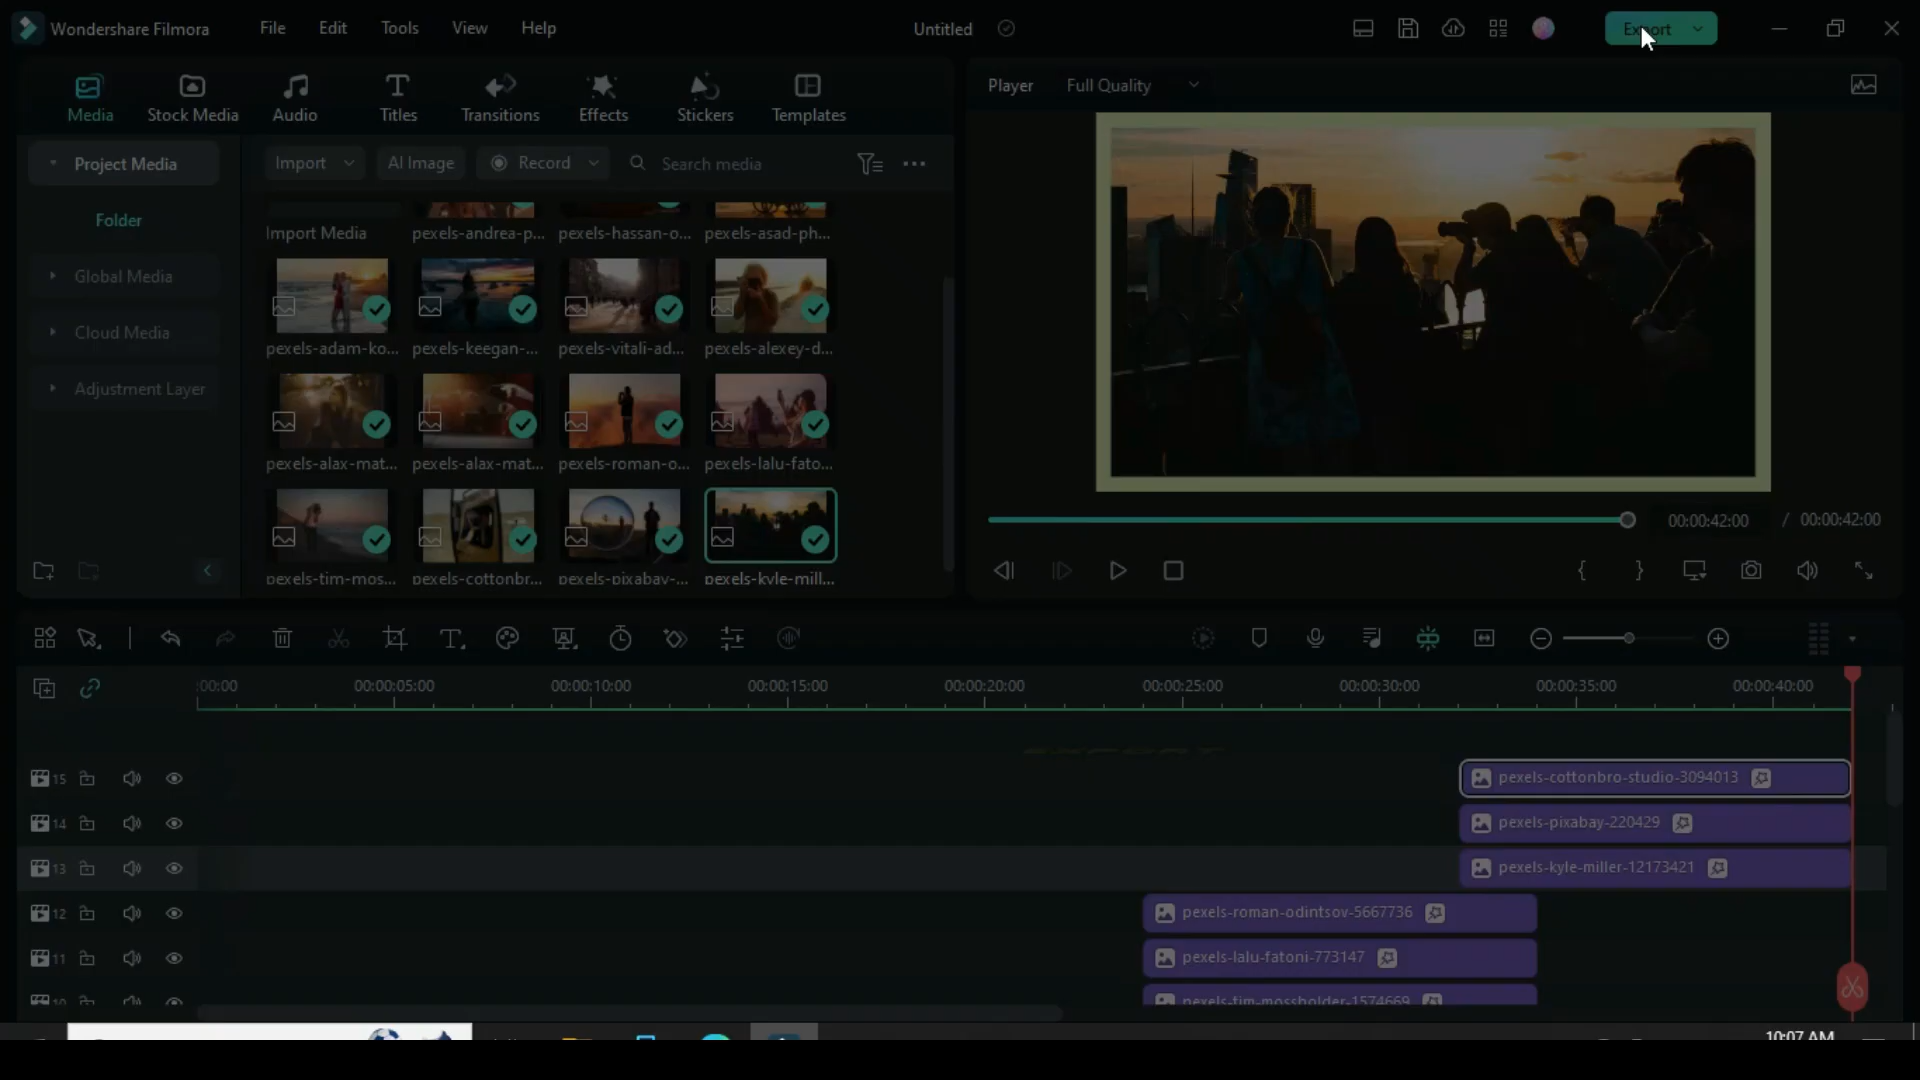 Wondershare Filmora File Edit Tools View Help Untitled Export
Media Stock Media Audio Titles Transitions Effects Stickers Templates
Player Full Quality
Project Media Import AI Image Record Search media
Folder
Global Media
Cloud Media
Adjustment Layer
Import Media pexels-andrea-p... pexels-hassan-o... pexels-asad-ph...
pexels-adam-ko... pexels-keegan-... pexels-vitali-ad... pexels-alexey-d...
pexels-alax-mat... pexels-alax-mat... pexels-roman-o... pexels-lalu-fato...
pexels-tim-mos... pexels-cottonbr... pexels-pixabay-... pexels-kyle-mill...
00:00:42:00 / 00:00:42:00
:00:00 00:00:05:00 00:00:10:00 00:00:15:00 00:00:20:00 00:00:25:00 00:00:30:00 00:00:35:00 00:00:40:00
15 pexels-cottonbro-studio-3094013
14 pexels-pixabay-220429
13 pexels-kyle-miller-12173421
12 pexels-roman-odintsov-5667736
11 pexels-lalu-fatoni-773147
10 pexels-tim-mossholder-1574669
10:07 AM